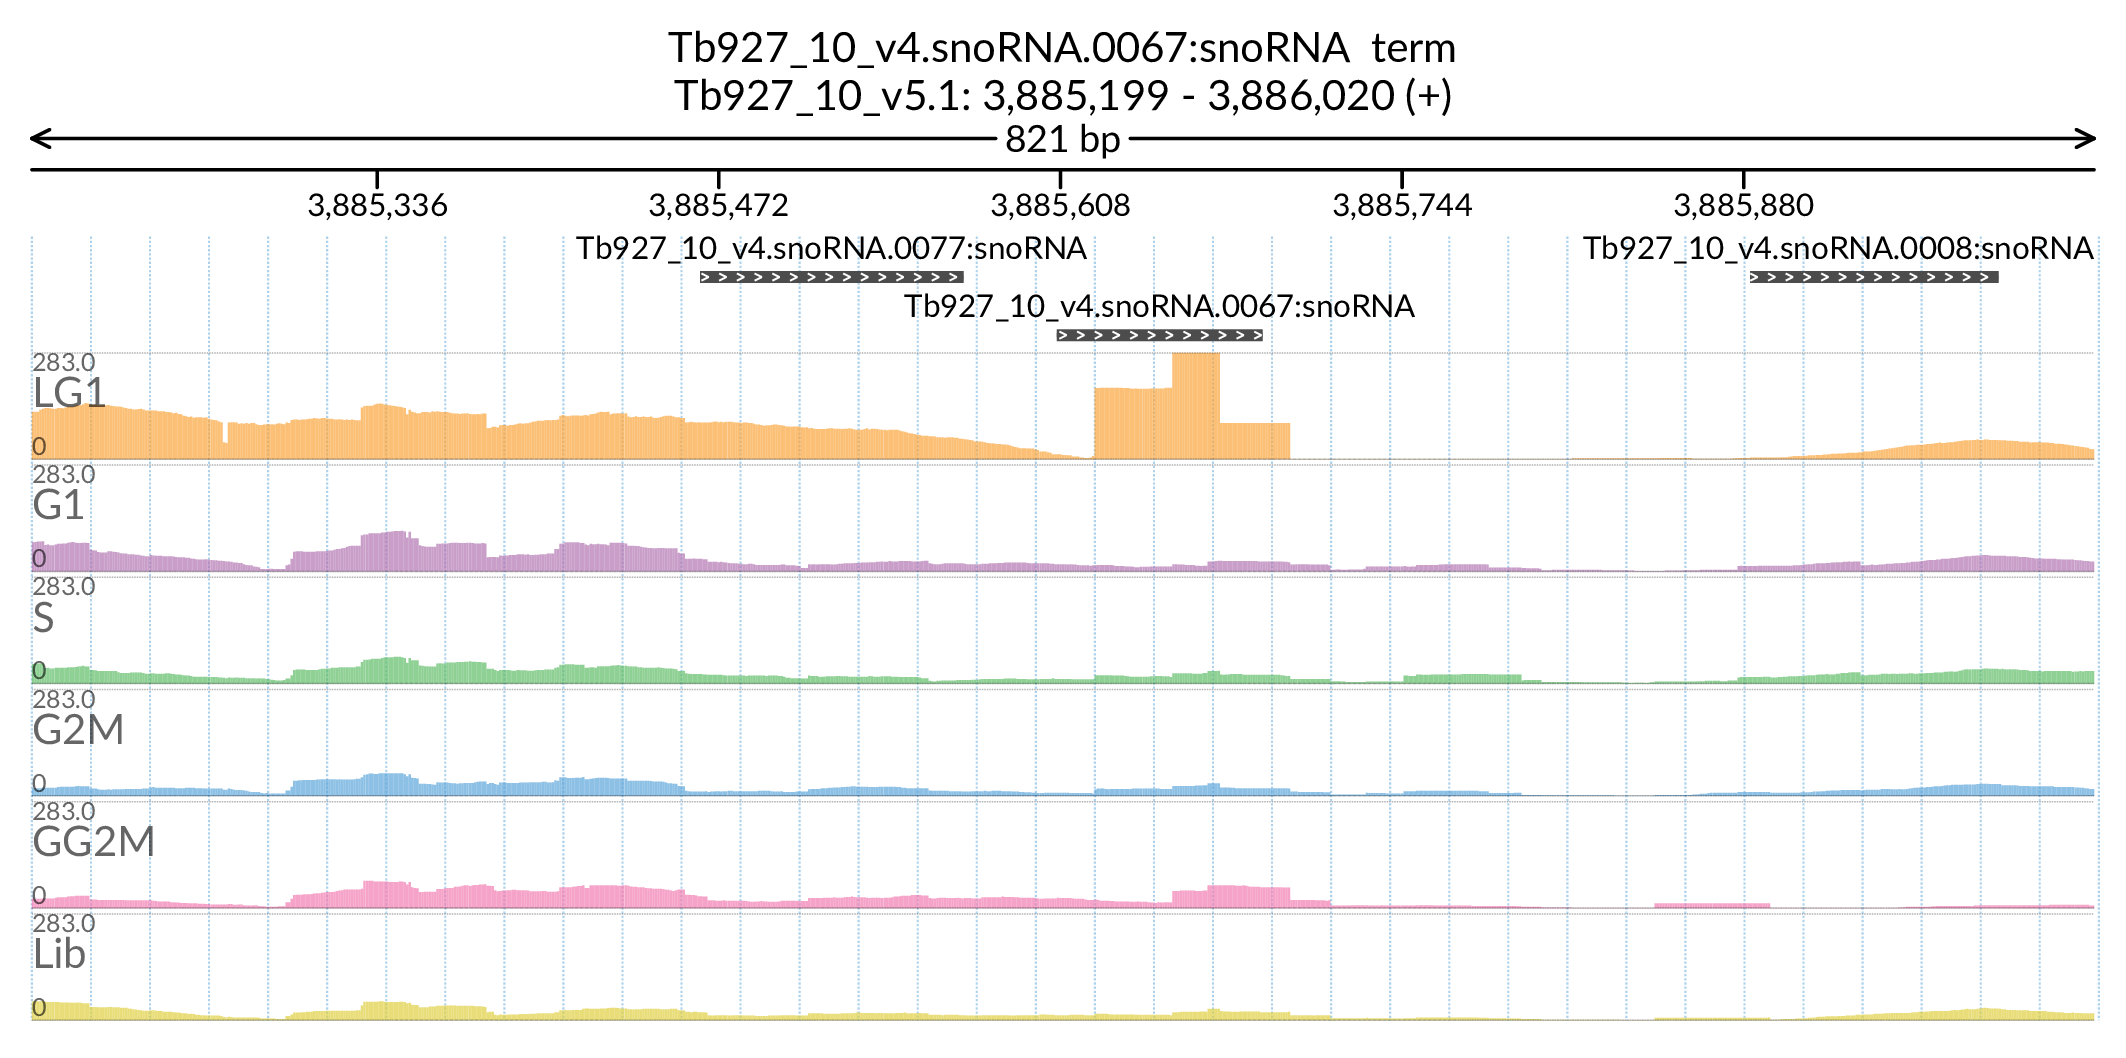 Tb927_10_v4.snoRNA.0067:snoRNA term
Tb927_10_v5.1: 3,885,199 - 3,886,020 (+)
821 bp
3,885,336 3,885,472 3,885,608 3,885,744 3,885,880
Tb927_10_v4.snoRNA.0077:snoRNA Tb927_10_v4.snoRNA.0008:snoRNA
Tb927_10_v4.snoRNA.0067:snoRNA
283.0
LG1
0
283.0
G1
0
283.0
S
0
283.0
G2M
0
283.0
GG2M
0
283.0
Lib
0